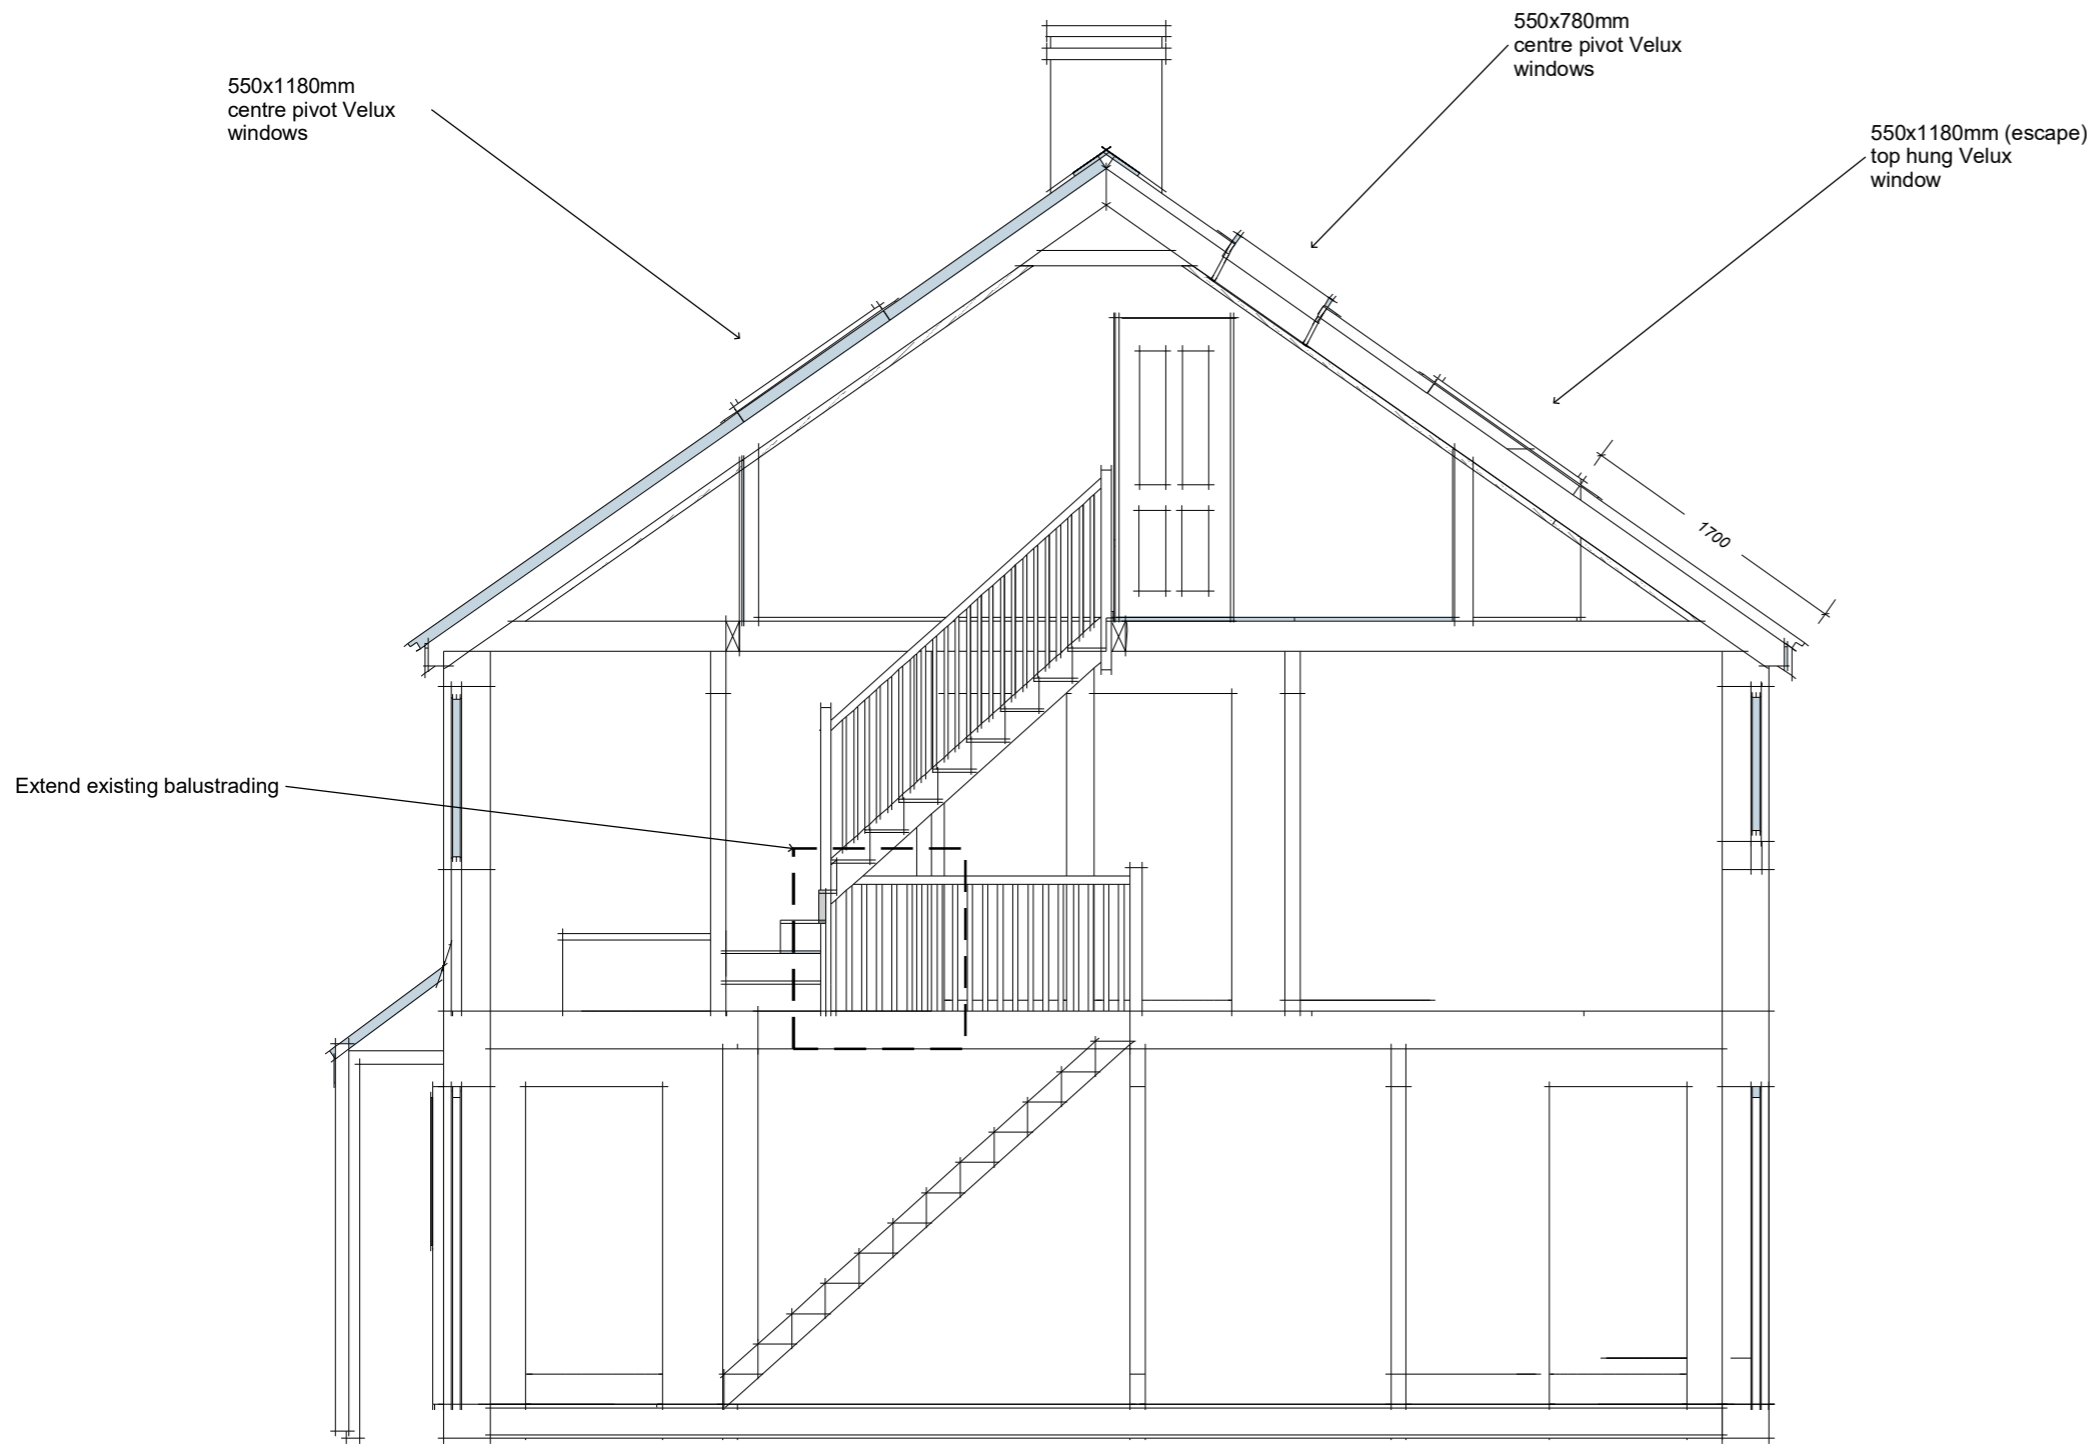 550x780mm
centre pivot Velux
windows
550x1180mm
centre pivot Velux
windows
550x1180mm (escape)
top hung Velux
window
1700
Extend existing balustrading